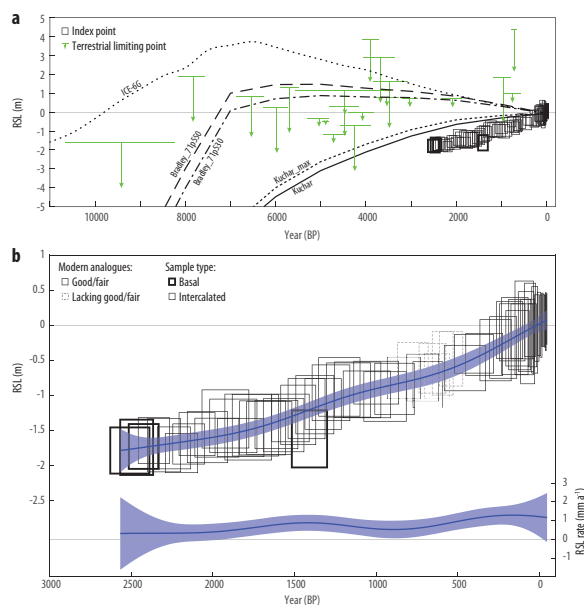 a
5
4
3
2
1
0
-1
-2
-3
-4
-5
RSL (m)
Index point
Terrestrial limiting point
ICE-6G
Bradley_71p550
Bradley_71p530
Kuchar_max
Kuchar
10000
8000
6000
4000
2000
0
Year (BP)
b
1
0
-0.5
-1.0
-1.5
-2
-2.5
RSL (m)
Modern analogues:
Good/fair
Lacking good/fair
Sample type:
Basal
Intercalated
3
2
1
0
-1
RSL rate (mm a⁻¹)
3000
2500
2000
1500
1000
500
0
Year (BP)